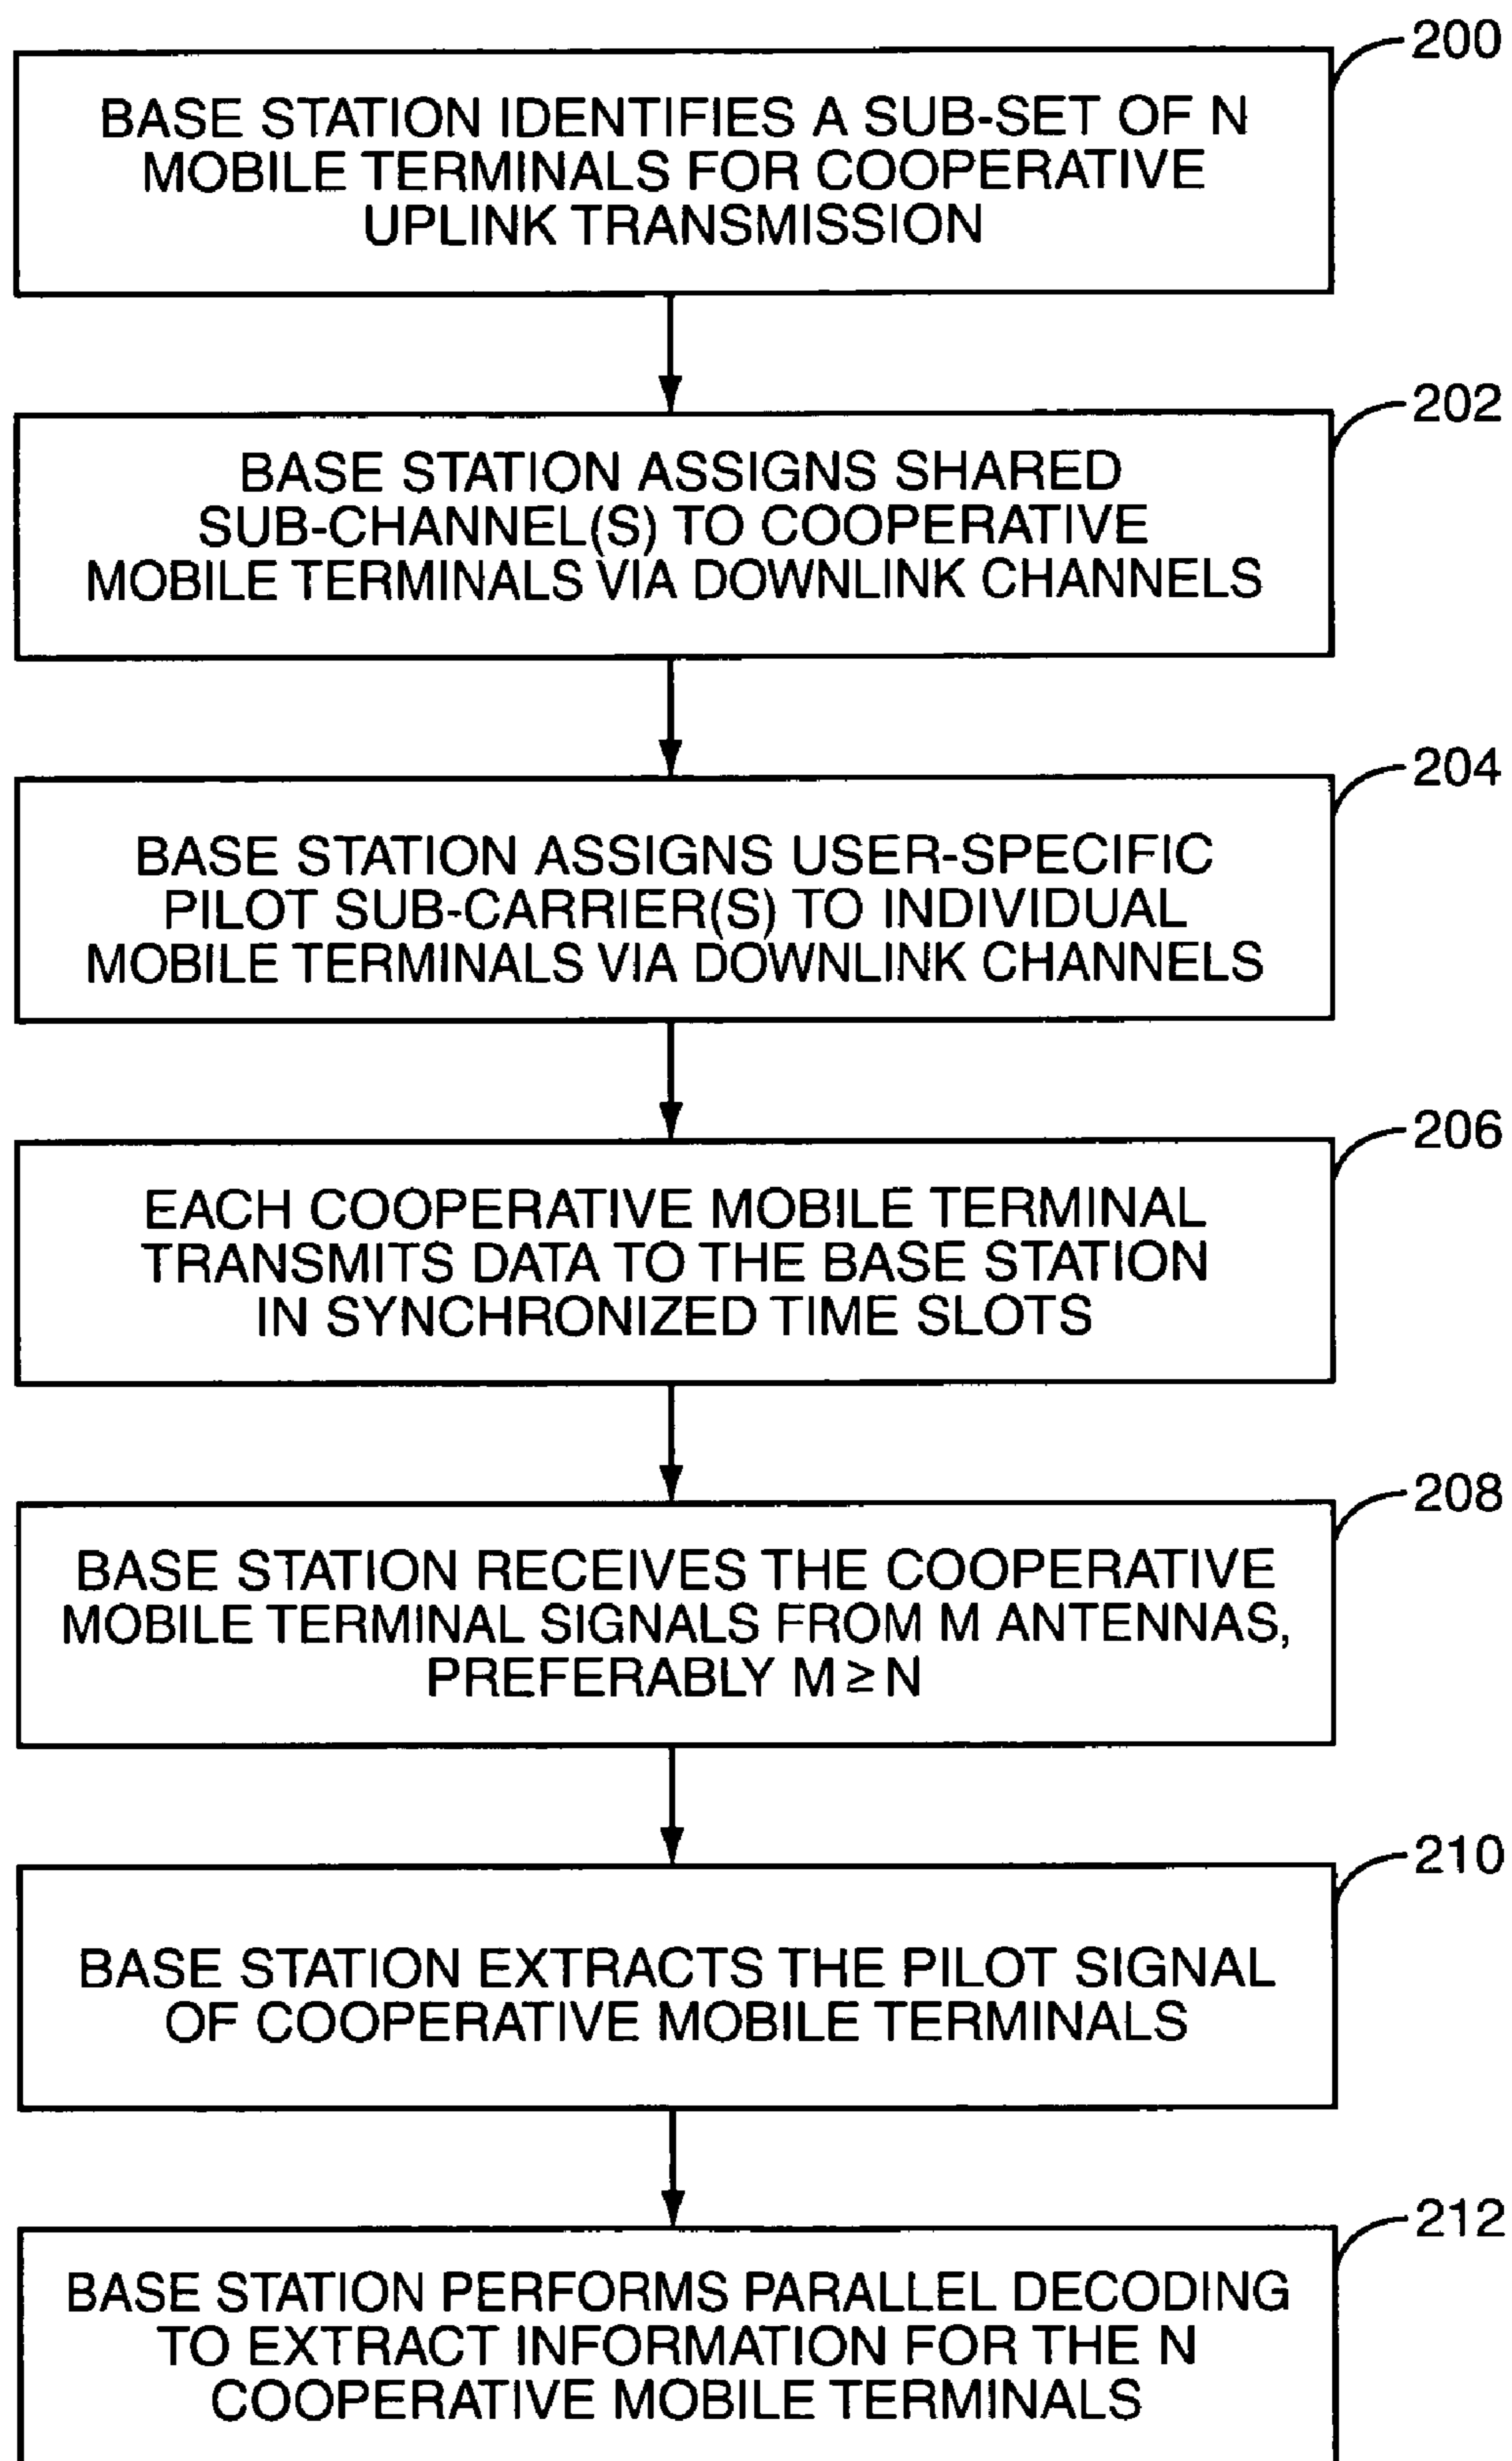 200
BASE STATION IDENTIFIES A SUB-SET OF N
MOBILE TERMINALS FOR COOPERATIVE
UPLINK TRANSMISSION
202
BASE STATION ASSIGNS SHARED
SUB-CHANNEL(S) TO COOPERATIVE
MOBILE TERMINALS VIA DOWNLINK CHANNELS
204
BASE STATION ASSIGNS USER-SPECIFIC
PILOT SUB-CARRIER(S) TO INDIVIDUAL
MOBILE TERMINALS VIA DOWNLINK CHANNELS
206
EACH COOPERATIVE MOBILE TERMINAL
TRANSMITS DATA TO THE BASE STATION
IN SYNCHRONIZED TIME SLOTS
208
BASE STATION RECEIVES THE COOPERATIVE
MOBILE TERMINAL SIGNALS FROM M ANTENNAS,
PREFERABLY M ≥ N
210
BASE STATION EXTRACTS THE PILOT SIGNAL
OF COOPERATIVE MOBILE TERMINALS
212
BASE STATION PERFORMS PARALLEL DECODING
TO EXTRACT INFORMATION FOR THE N
COOPERATIVE MOBILE TERMINALS